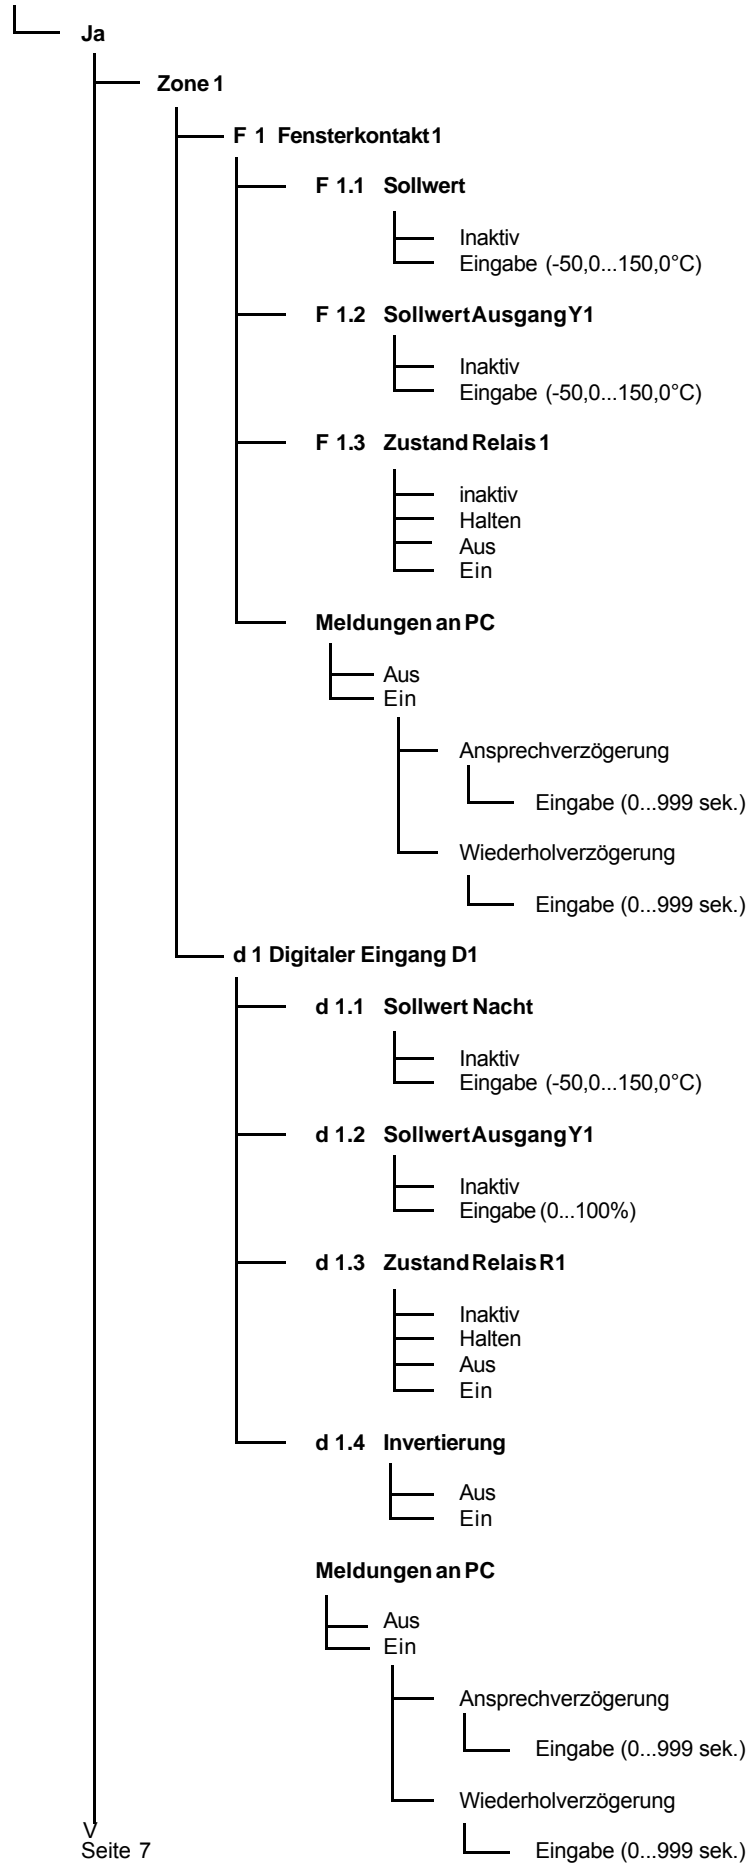 Ja
Zone 1
F 1 Fensterkontakt 1
F 1.1 Sollwert
Inaktiv
Eingabe (-50,0...150,0°C)
F 1.2 Sollwert Ausgang Y1
Inaktiv
Eingabe (-50,0...150,0°C)
F 1.3 Zustand Relais 1
inaktiv
Halten
Aus
Ein
Meldungen an PC
Aus
Ein
Ansprechverzögerung
Eingabe (0...999 sek.)
Wiederholverzögerung
Eingabe (0...999 sek.)
d 1 Digitaler Eingang D1
d 1.1 Sollwert Nacht
Inaktiv
Eingabe (-50,0...150,0°C)
d 1.2 Sollwert Ausgang Y1
Inaktiv
Eingabe (0...100%)
d 1.3 Zustand Relais R1
Inaktiv
Halten
Aus
Ein
d 1.4 Invertierung
Aus
Ein
Meldungen an PC
Aus
Ein
Ansprechverzögerung
Eingabe (0...999 sek.)
Wiederholverzögerung
V
Seite 7 Eingabe (0...999 sek.)